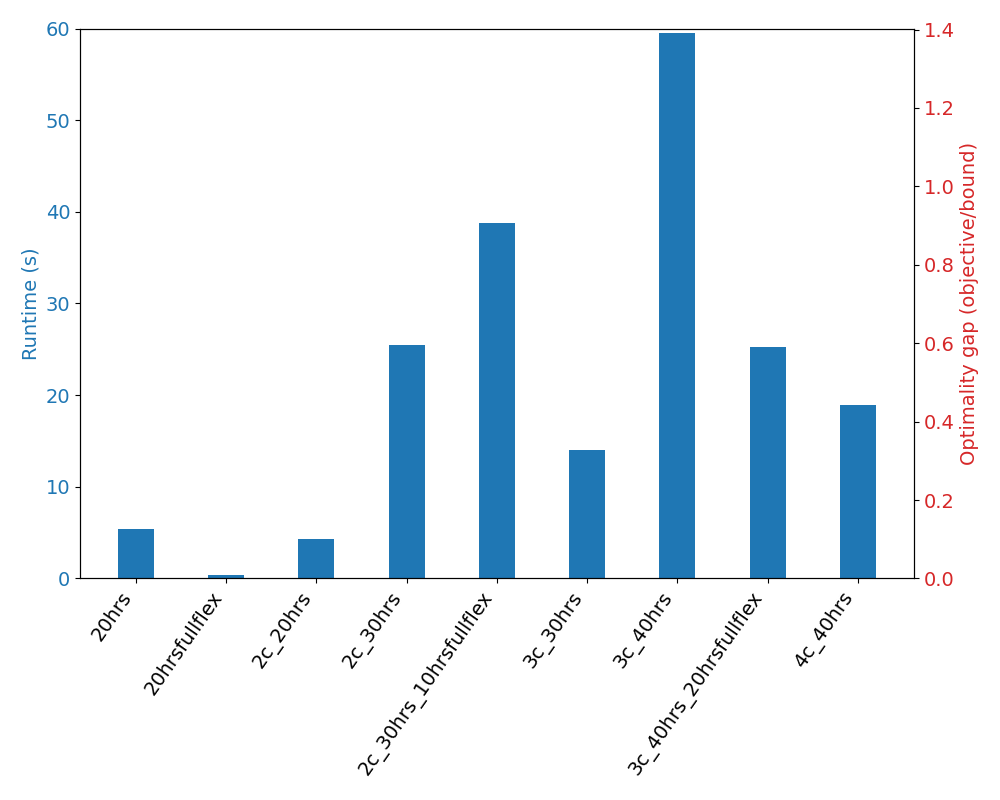 Runtime (s)
60
50
40
30
20
10
0
1.4
1.2
1.0
0.8
0.6
0.4
0.2
0.0
Optimality gap (objective/bound)
20hrs
20hrsfullflex
2c_20hrs
2c_30hrs
2c_30hrs_10hrsfullflex
3c_30hrs
3c_40hrs
3c_40hrs_20hrsfullflex
4c_40hrs